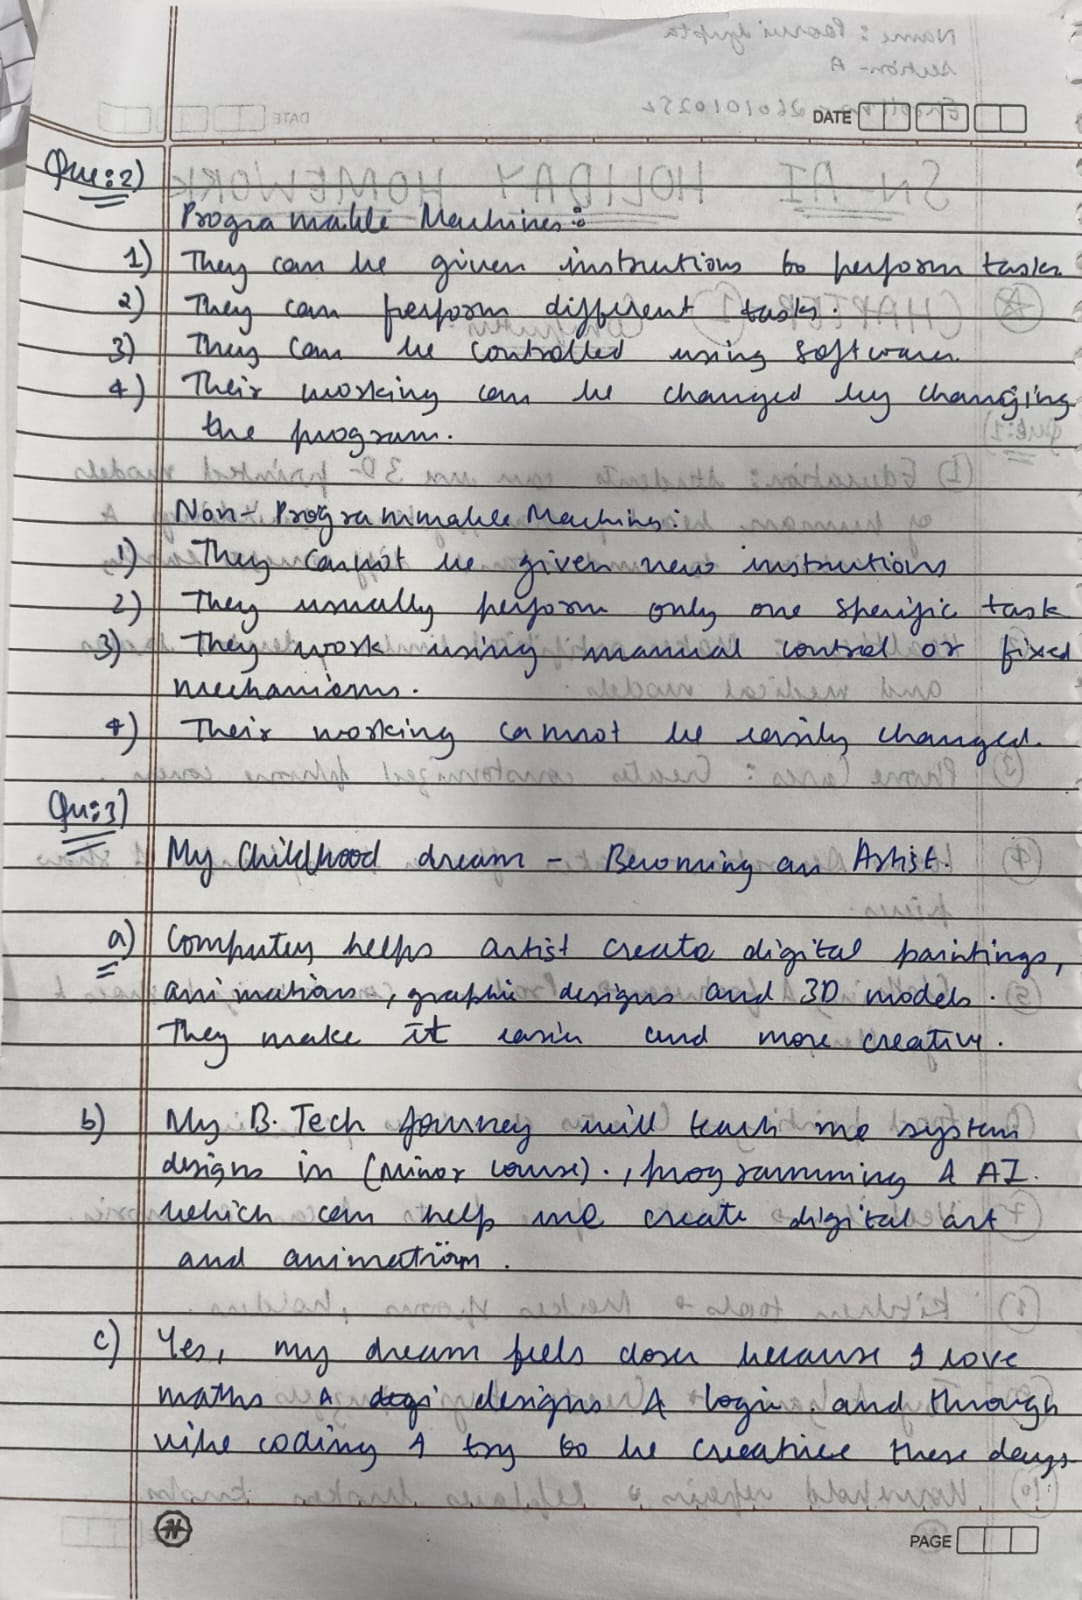 DATE
Que:2)
Programable Machines:
1) They can be given instrutions to perform task
2) They can perform different tasks.
3) They can be controlled using software.
4) Their working can be changed by changing
the program.
Non-Programmable Machines:
1) They cannot be given new instrutions
2) They usually perform only one specific task
3) They work using manual control or fixed
mechanisms.
4) Their working cannot be easily changed.
Qu:3)
My Childhood dream - Becoming an Artist.
a) Computers helps artist create digital paintings,
animations, graphic designs and 3D models.
They make it easier and more creative.
b) My B. Tech journey will teach me system
designs in (Minor course)., programming & AI.
which can help me create digital art
and animation.
c) Yes, my dream feels closer because I love
maths & designs & logic and through
vibe coding I try to be creative these days
PAGE